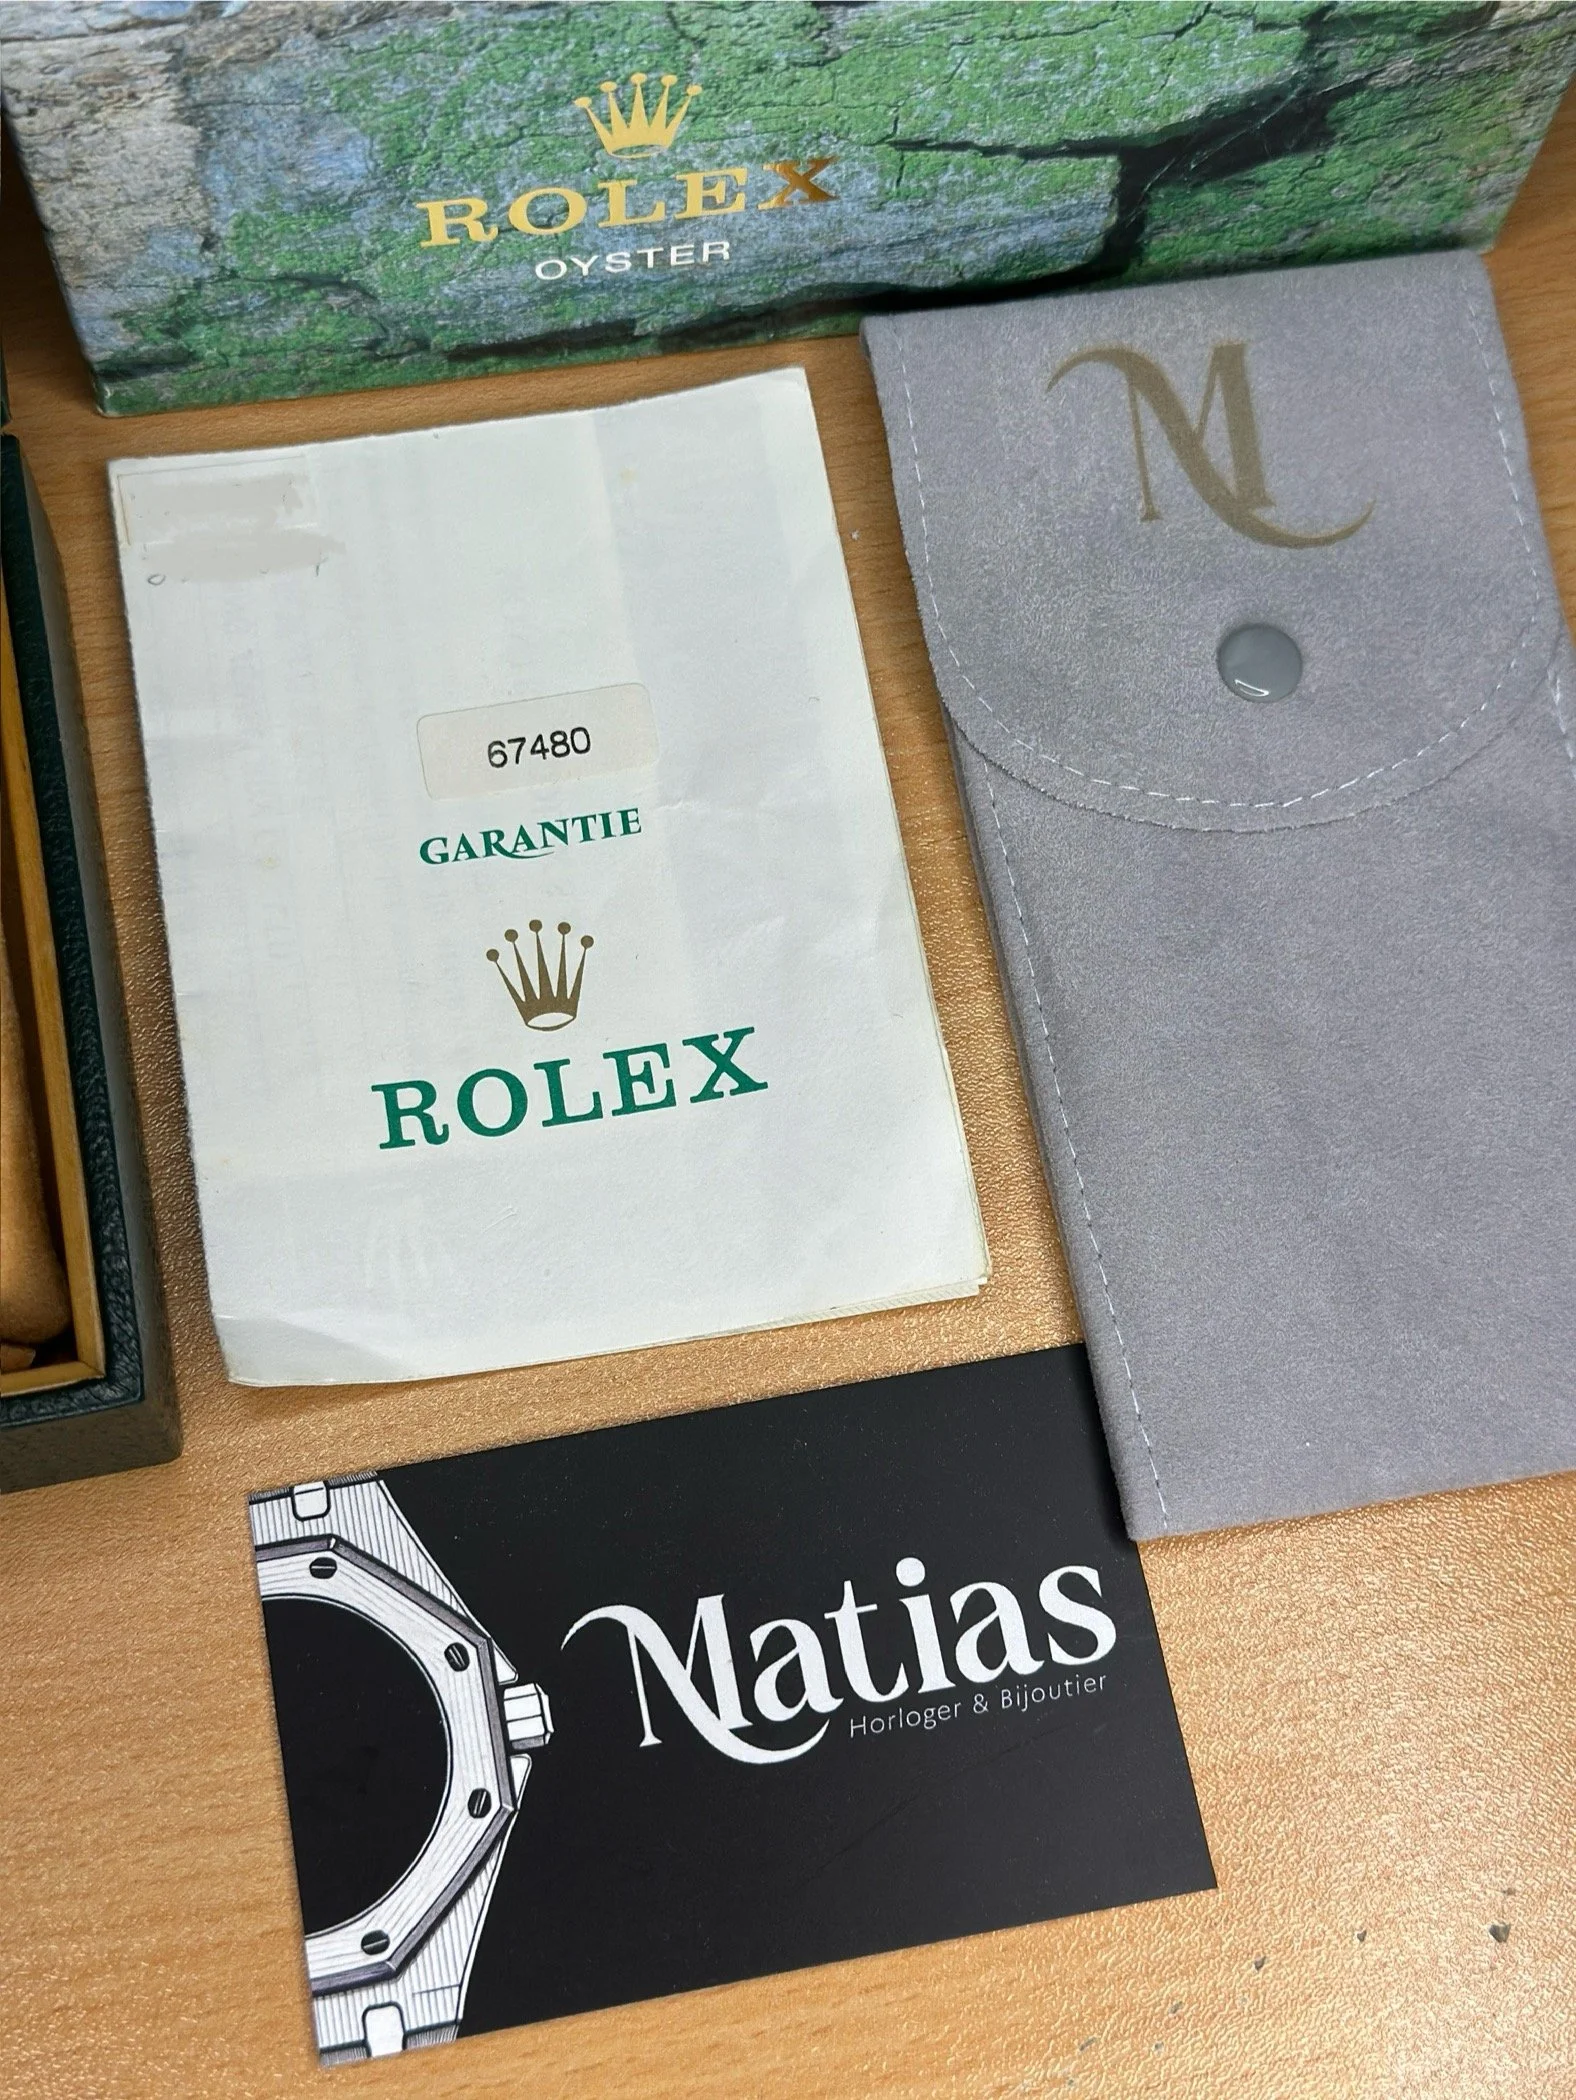 ROLEX
OYSTER
M
67480
GARANTIE
ROLEX
Matias
Horloger & Bijoutier